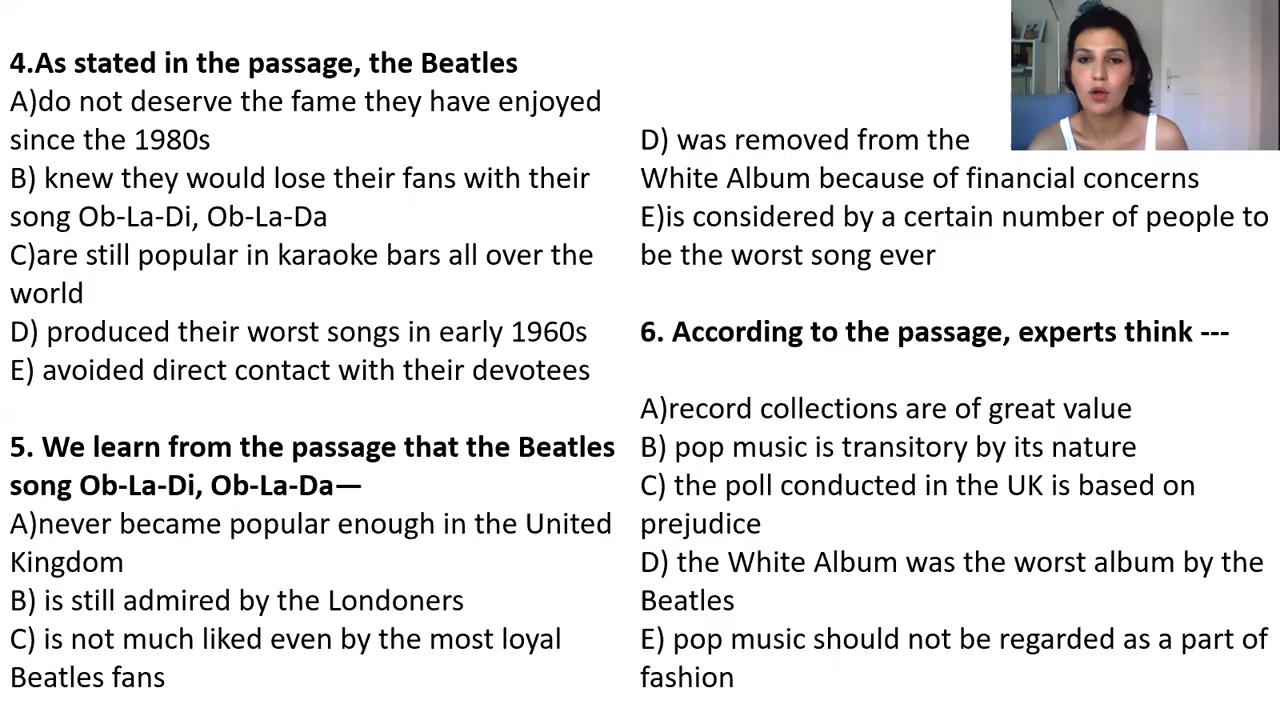 4.As stated in the passage, the Beatles
A)do not deserve the fame they have enjoyed
since the 1980s
B) knew they would lose their fans with their
song Ob-La-Di, Ob-La-Da
C)are still popular in karaoke bars all over the
world
D) produced their worst songs in early 1960s
E) avoided direct contact with their devotees
5. We learn from the passage that the Beatles
song Ob-La-Di, Ob-La-Da—
A)never became popular enough in the United
Kingdom
B) is still admired by the Londoners
C) is not much liked even by the most loyal
Beatles fans
D) was removed from the
White Album because of financial concerns
E)is considered by a certain number of people to
be the worst song ever
6. According to the passage, experts think ---
A)record collections are of great value
B) pop music is transitory by its nature
C) the poll conducted in the UK is based on
prejudice
D) the White Album was the worst album by the
Beatles
E) pop music should not be regarded as a part of
fashion